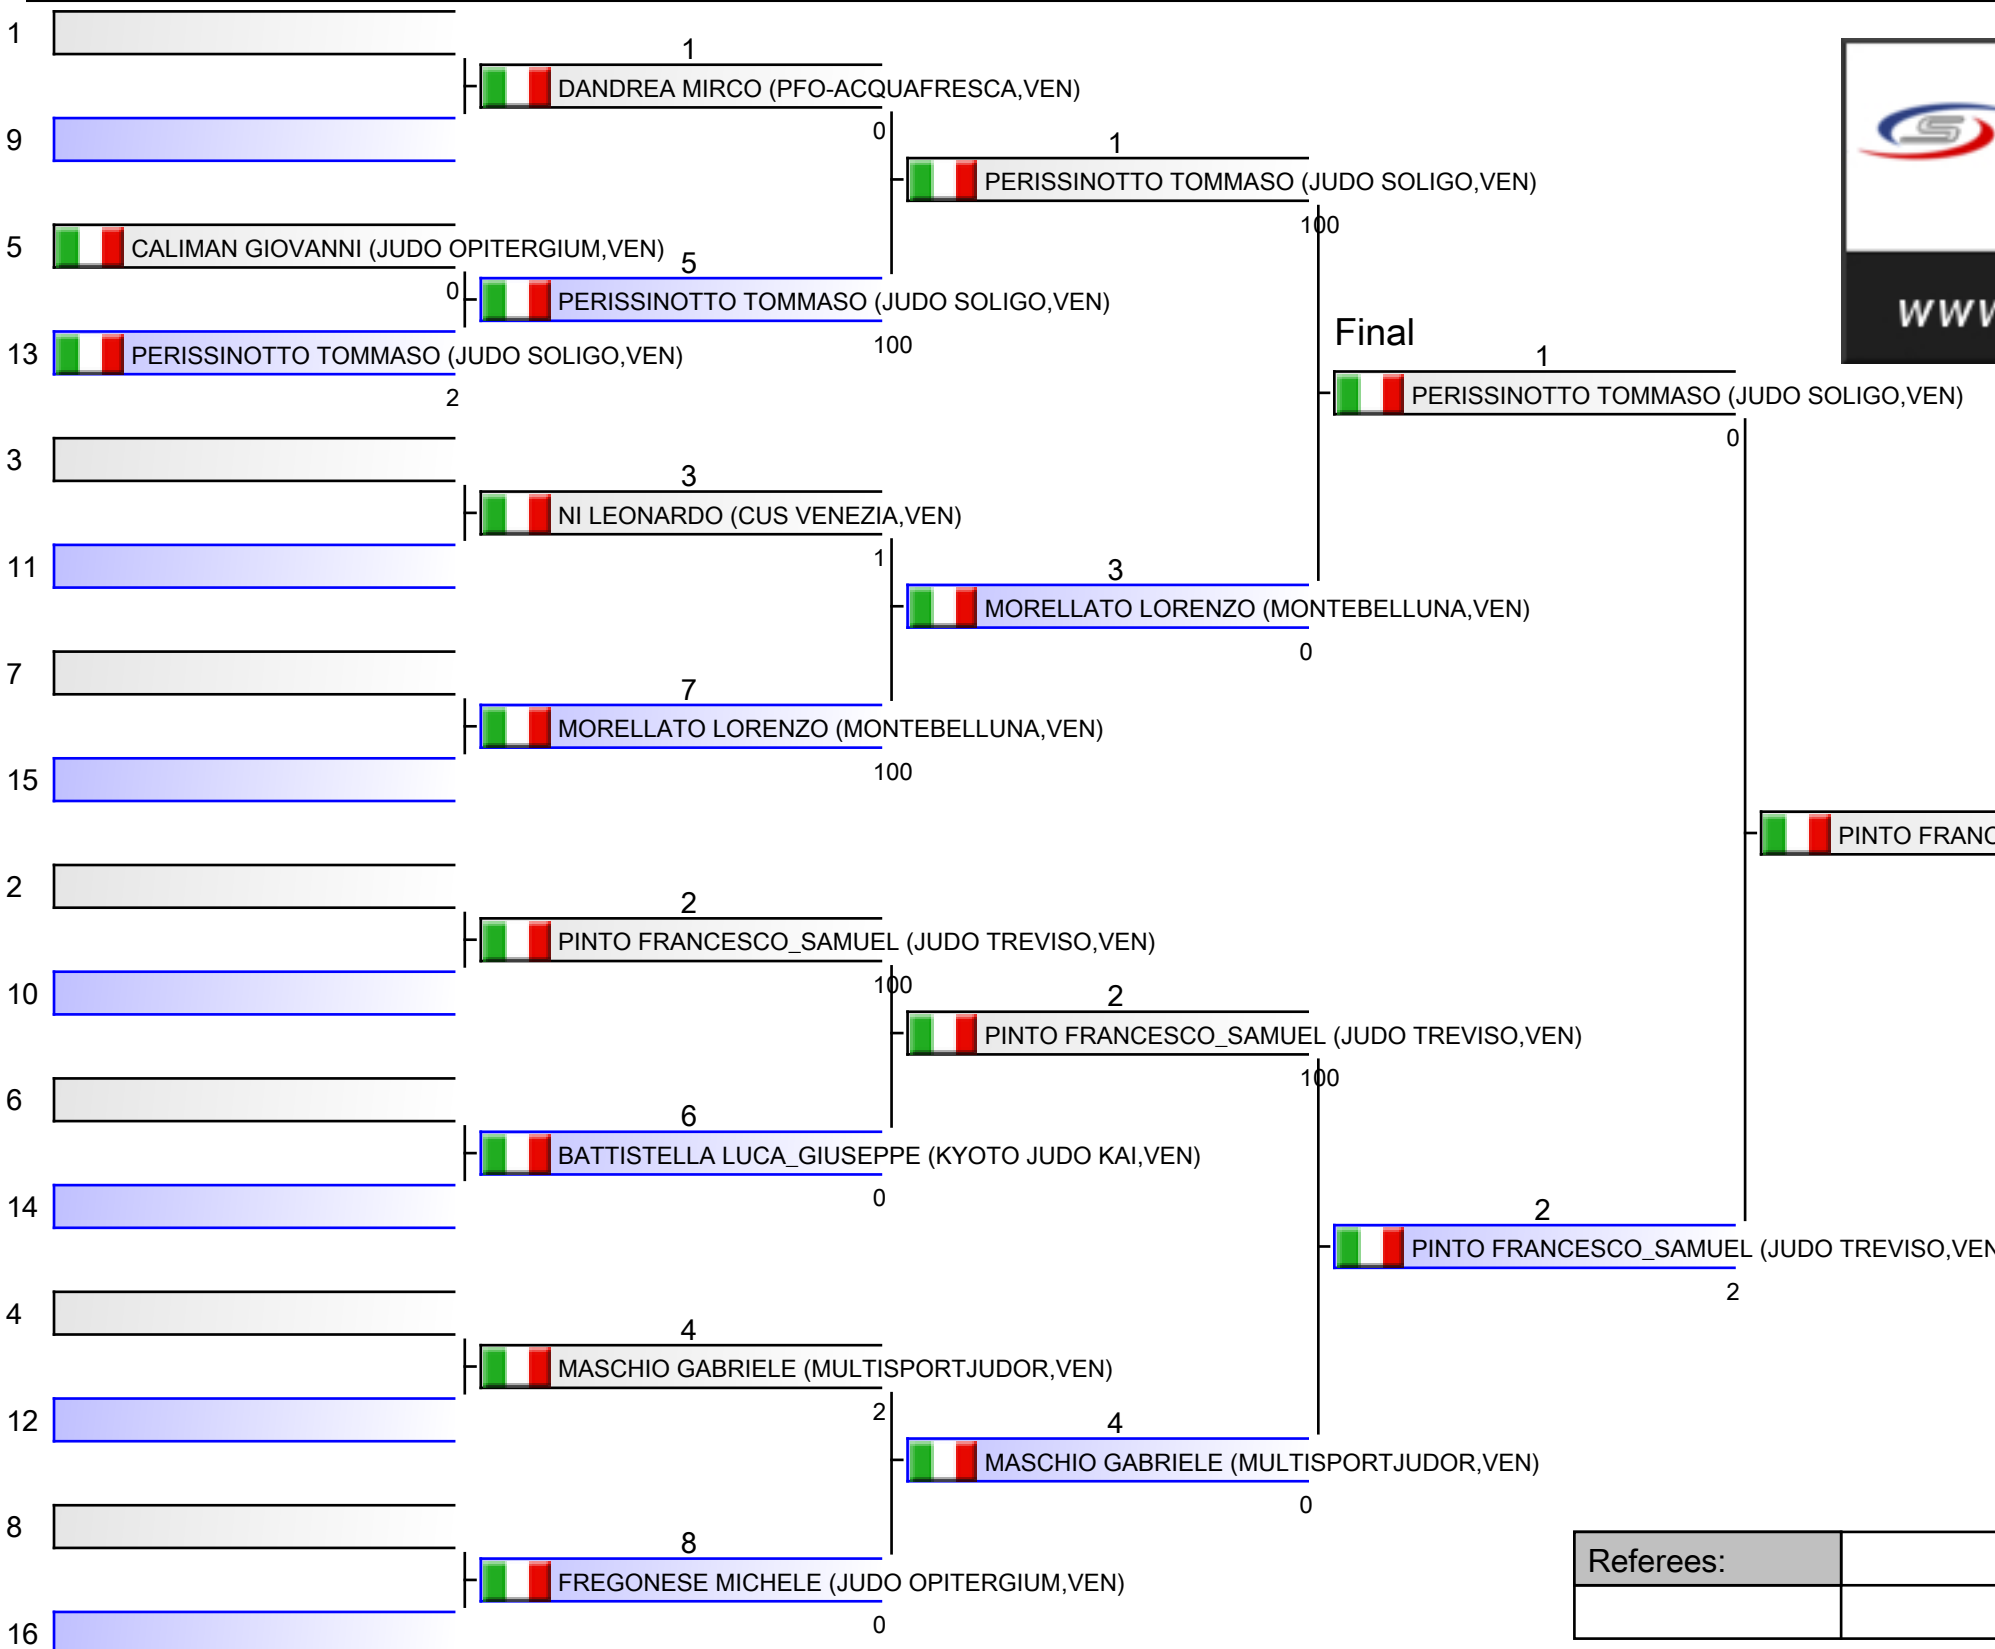 1
1
DANDREA MIRCO (PFO-ACQUAFRESCA,VEN)
0
9
1
PERISSINOTTO TOMMASO (JUDO SOLIGO,VEN)
100
5
CALIMAN GIOVANNI (JUDO OPITERGIUM,VEN)
0
5
PERISSINOTTO TOMMASO (JUDO SOLIGO,VEN)
100
13
PERISSINOTTO TOMMASO (JUDO SOLIGO,VEN)
2
Final
1
PERISSINOTTO TOMMASO (JUDO SOLIGO,VEN)
0
3
3
NI LEONARDO (CUS VENEZIA,VEN)
1
11
3
MORELLATO LORENZO (MONTEBELLUNA,VEN)
0
7
7
MORELLATO LORENZO (MONTEBELLUNA,VEN)
100
15
PINTO FRANC
2
2
PINTO FRANCESCO_SAMUEL (JUDO TREVISO,VEN)
100
10
2
PINTO FRANCESCO_SAMUEL (JUDO TREVISO,VEN)
100
6
6
BATTISTELLA LUCA_GIUSEPPE (KYOTO JUDO KAI,VEN)
0
14
2
PINTO FRANCESCO_SAMUEL (JUDO TREVISO,VEN
2
4
4
MASCHIO GABRIELE (MULTISPORTJUDOR,VEN)
2
12
4
MASCHIO GABRIELE (MULTISPORTJUDOR,VEN)
0
8
8
FREGONESE MICHELE (JUDO OPITERGIUM,VEN)
0
16
S
www
Referees: